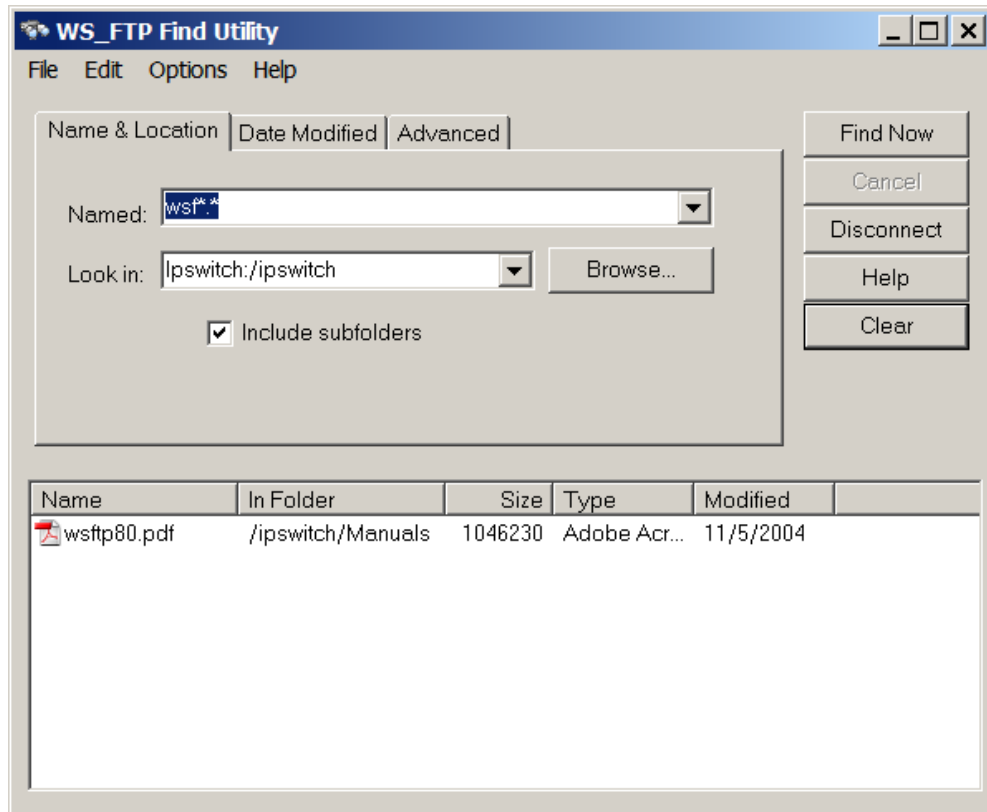 WS_FTP Find Utility
File Edit Options Help
Name & Location Date Modified Advanced
Find Now
Cancel
Named: wsf*.*
Disconnect
Look in: Ipswitch:/ipswitch Browse...
Help
Include subfolders
Clear
Name In Folder Size Type Modified
wsftp80.pdf /ipswitch/Manuals 1046230 Adobe Acr... 11/5/2004